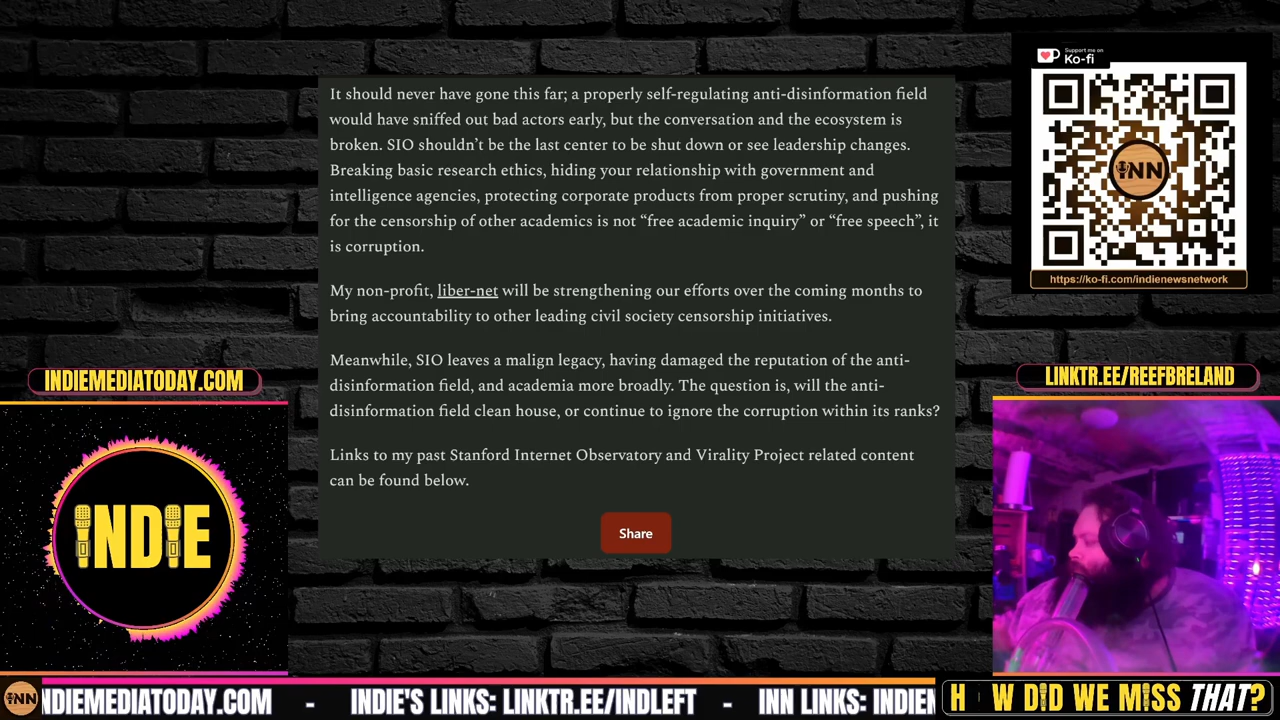 It should never have gone this far; a properly self-regulating anti-disinformation field
would have sniffed out bad actors early, but the conversation and the ecosystem is
broken. SIO shouldn't be the last center to be shut down or see leadership changes.
Breaking basic research ethics, hiding your relationship with government and
intelligence agencies, protecting corporate products from proper scrutiny, and pushing
for the censorship of other academics is not “free academic inquiry” or “free speech”, it
is corruption.
My non-profit, liber-net will be strengthening our efforts over the coming months to
bring accountability to other leading civil society censorship initiatives.
Meanwhile, SIO leaves a malign legacy, having damaged the reputation of the anti-
disinformation field, and academia more broadly. The question is, will the anti-
disinformation field clean house, or continue to ignore the corruption within its ranks?
Links to my past Stanford Internet Observatory and Virality Project related content
can be found below.
Share
Support me on
Ko-fi
iNN
https://ko-fi.com/indienewsnetwork
INDIEMEDIATODAY.COM
LINKTR.EE/REEFBRELAND
iNDiE
iNN
NDIEMEDIATODAY.COM - iNDiE'S LINKS: LINKTR.EE/INDLEFT - INN LINKS: INDIEN
H W DiD WE MiSS THAT?